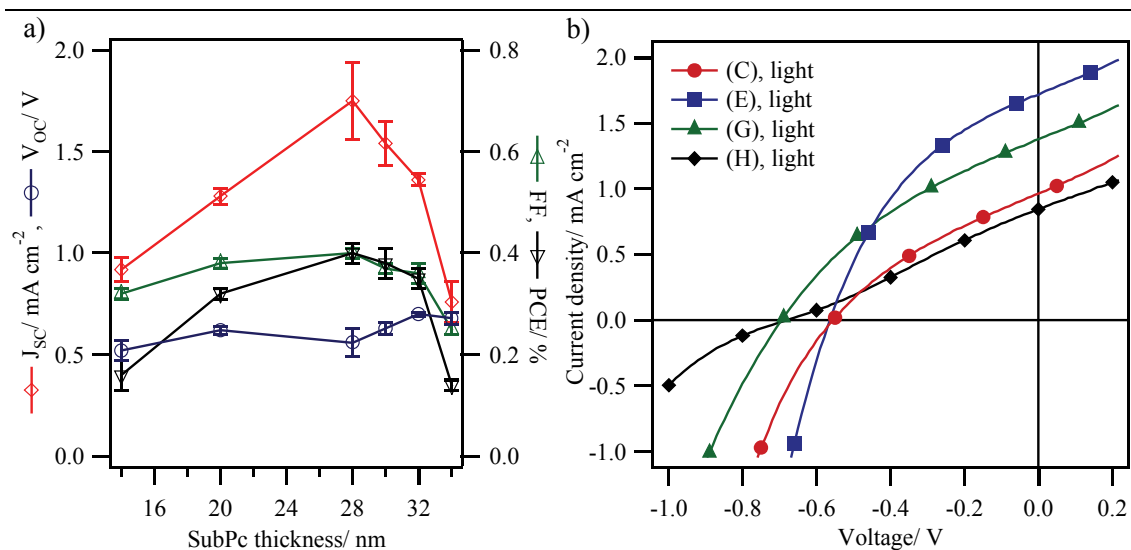 a)
2.0
1.5
1.0
0.5
0.0
J_SC/ mA cm⁻², V_OC/ V
0.8
0.6
0.4
0.2
0.0
FF, PCE/ %
16 20 24 28 32
SubPc thickness/ nm
b)
(C), light
(E), light
(G), light
(H), light
2.0
1.5
1.0
0.5
0.0
-0.5
-1.0
Current density/ mA cm⁻²
-1.0 -0.8 -0.6 -0.4 -0.2 0.0 0.2
Voltage/ V